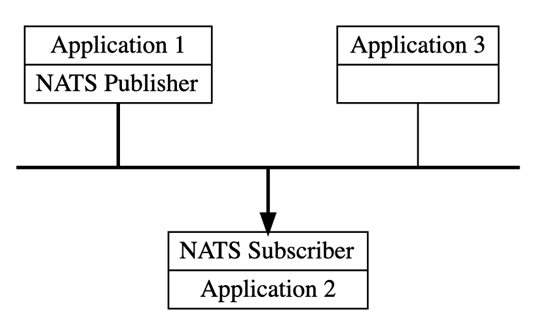 Application 1
NATS Publisher
Application 3
NATS Subscriber
Application 2